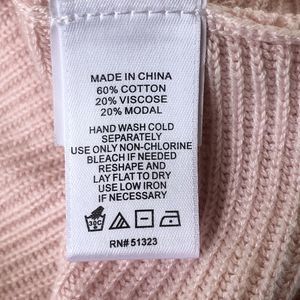 MADE IN CHINA
60% COTTON
20% VISCOSE
20% MODAL
HAND WASH COLD
SEPARATELY
USE ONLY NON-CHLORINE
BLEACH IF NEEDED
RESHAPE AND
LAY FLAT TO DRY
USE LOW IRON
IF NECESSARY
30C
RN# 51323